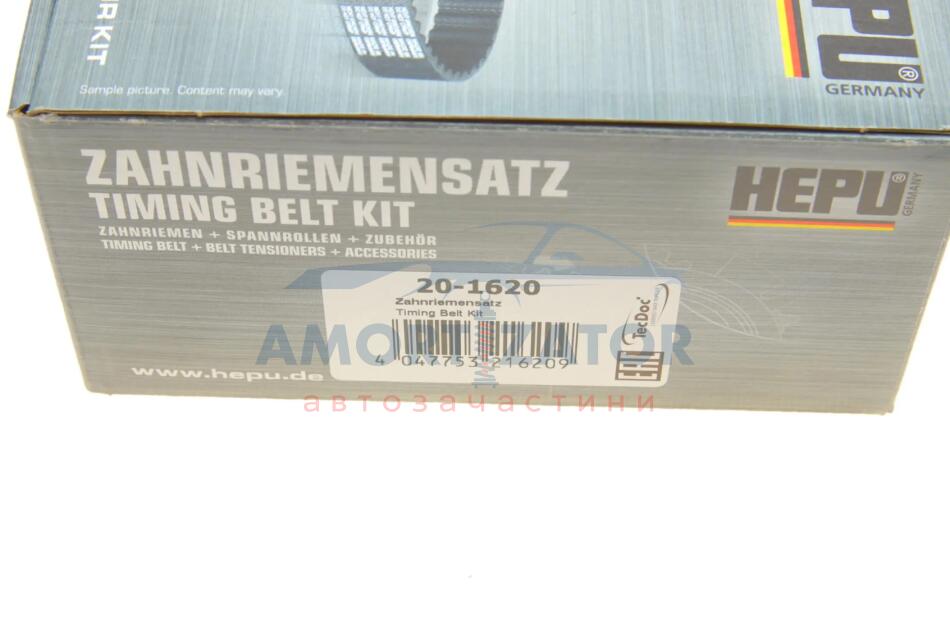 UR KIT
Sample picture. Content may vary.
HEPU®
GERMANY
ZAHNRIEMENSATZ
TIMING BELT KIT
ZAHNRIEMEN + SPANNROLLEN + ZUBEHÖR
TIMING BELT + BELT TENSIONERS + ACCESSORIES
HEPU®
GERMANY
20-1620
Zahnriemensatz
Timing Belt Kit
4 047753 216209
EAC
TecDoc
www.hepu.de
AMORTIZATOR
автозачастини